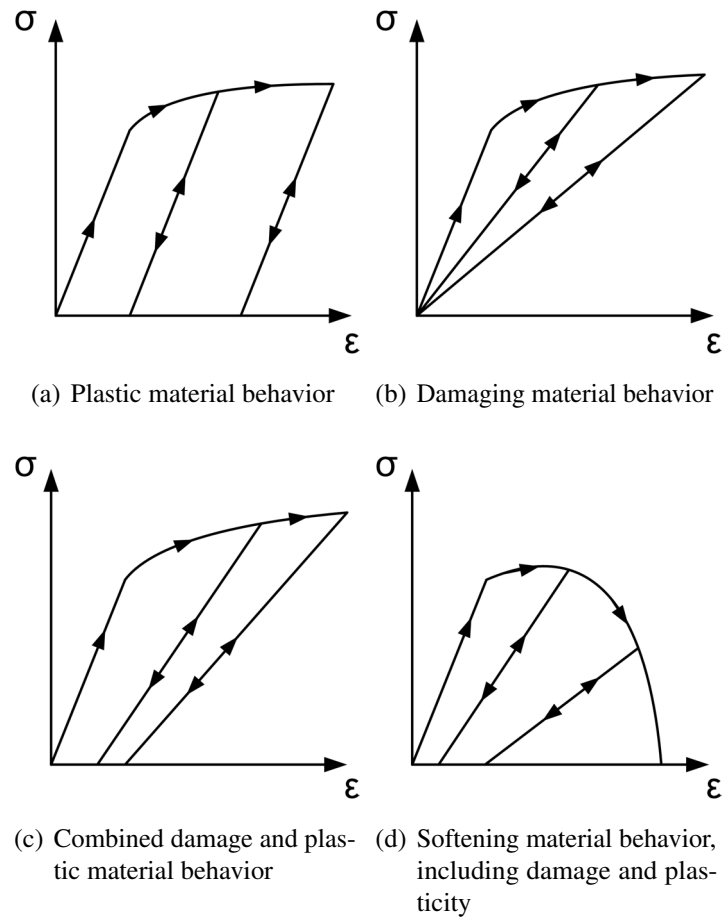 σ
ε
(a) Plastic material behavior
σ
ε
(b) Damaging material behavior
σ
ε
(c) Combined damage and plas-
tic material behavior
σ
ε
(d) Softening material behavior,
including damage and plas-
ticity